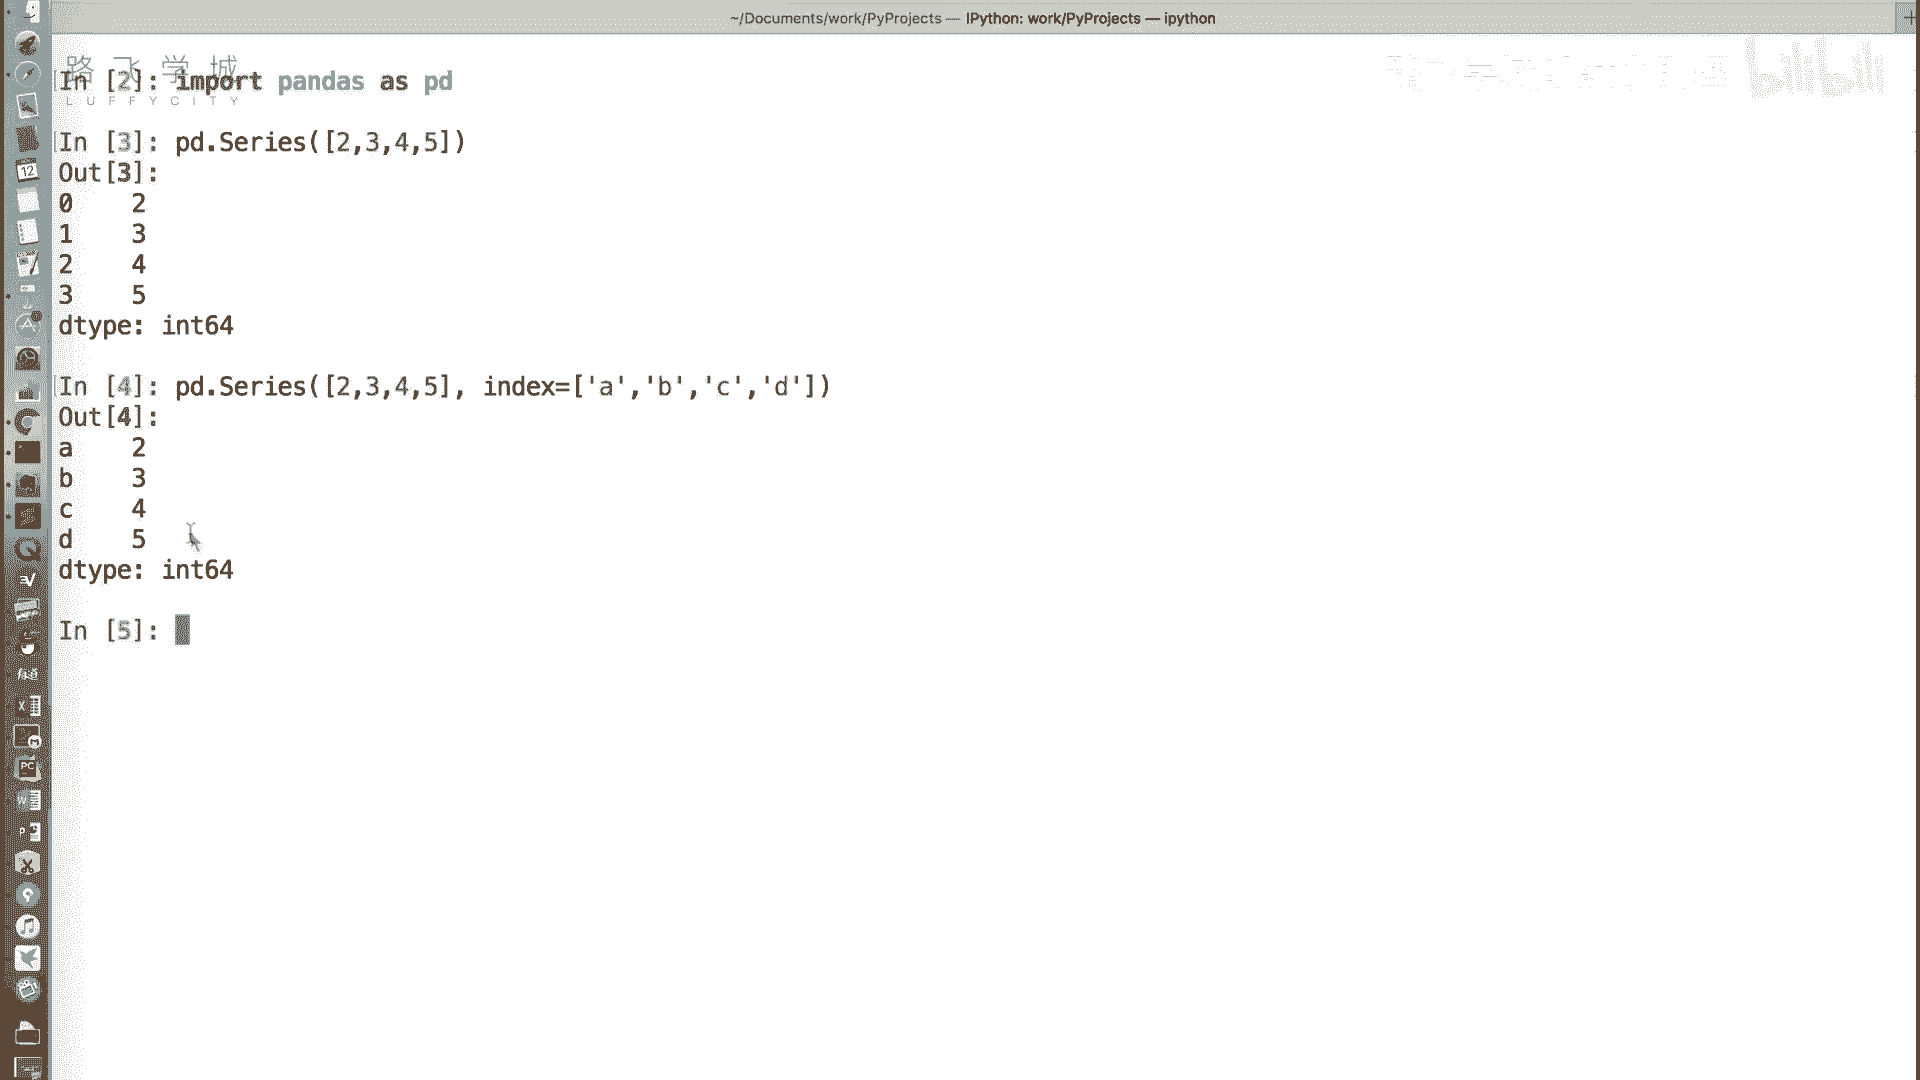 ~/Documents/work/PyProjects — IPython: work/PyProjects — ipython
路飞学城
LUFFYCITY
bilibili
In [2]: import pandas as pd
In [3]: pd.Series([2,3,4,5])
Out[3]:
0    2
1    3
2    4
3    5
dtype: int64
In [4]: pd.Series([2,3,4,5], index=['a','b','c','d'])
Out[4]:
a    2
b    3
c    4
d    5
dtype: int64
In [5]: